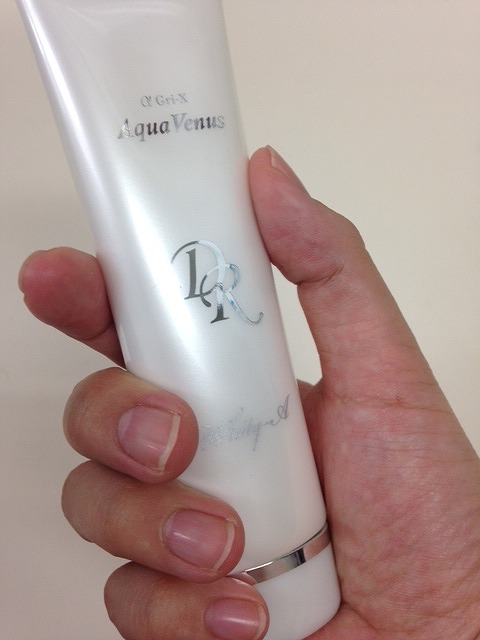 α Gri-X
AquaVenus
DR